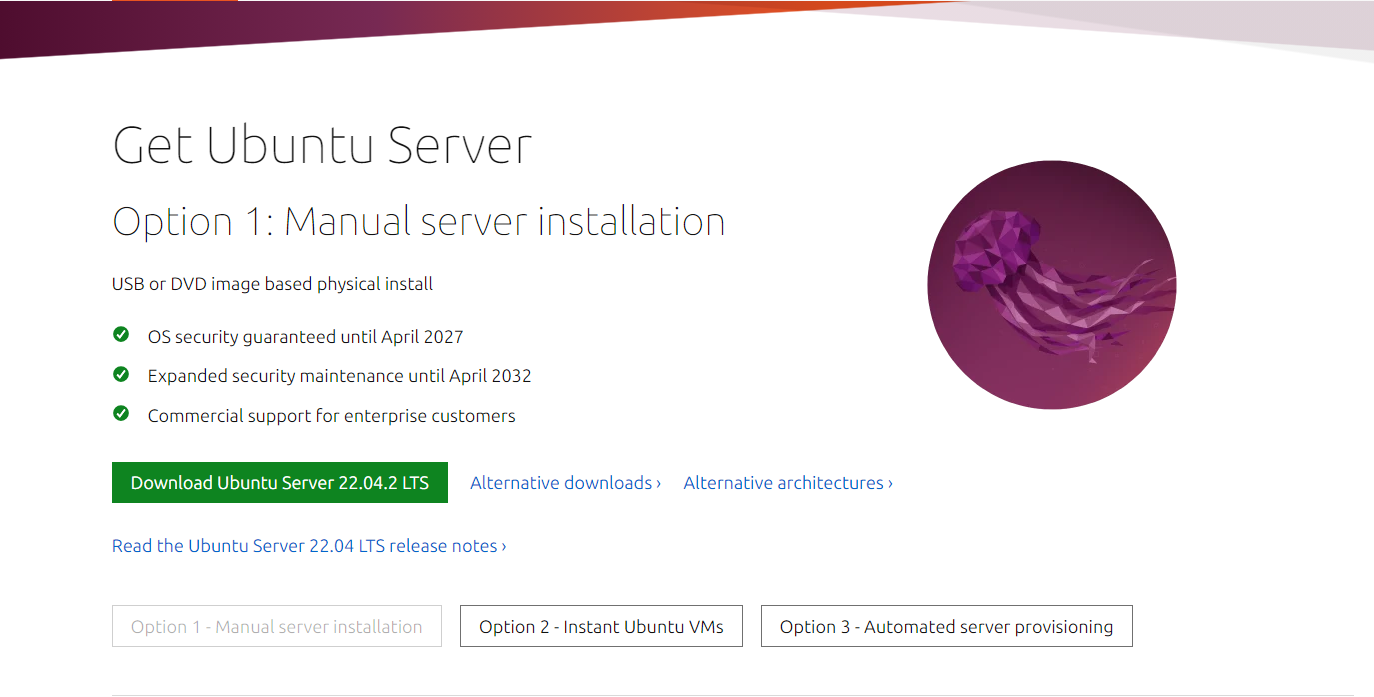 Get Ubuntu Server
Option 1: Manual server installation
USB or DVD image based physical install
OS security guaranteed until April 2027
Expanded security maintenance until April 2032
Commercial support for enterprise customers
Download Ubuntu Server 22.04.2 LTS Alternative downloads › Alternative architectures ›
Read the Ubuntu Server 22.04 LTS release notes ›
Option 1 - Manual server installation Option 2 - Instant Ubuntu VMs Option 3 - Automated server provisioning